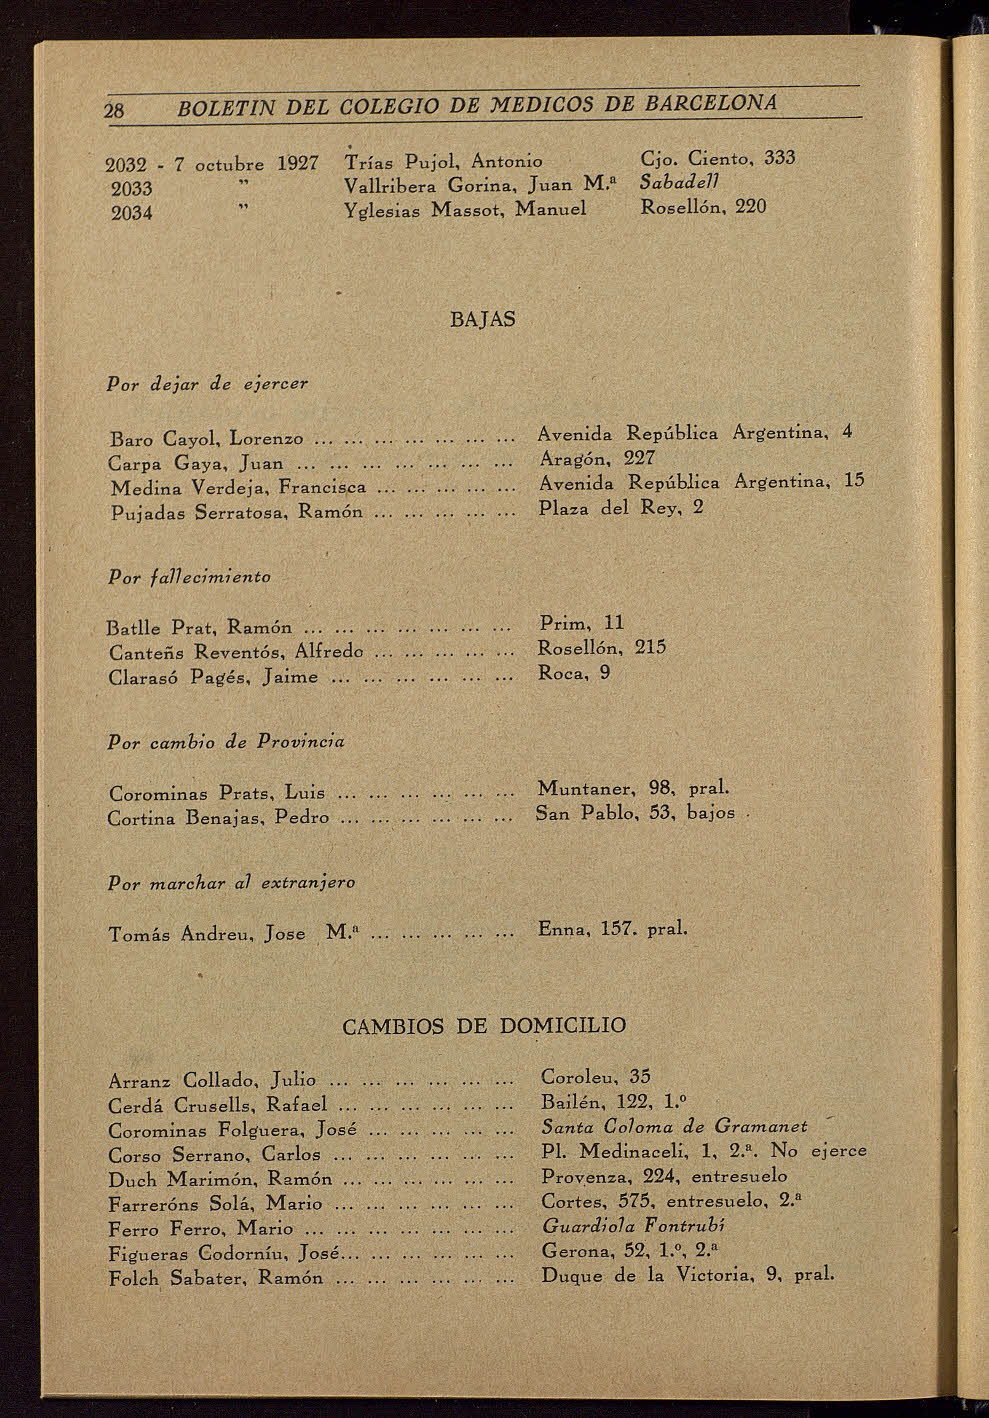 28 BOLETIN DEL COLEGIO DE MEDICOS DE BARCELONA
2032 - 7 octubre 1927 Trías Pujol, Antonio Cjo. Ciento, 333
2033 " Vallribera Gorina, Juan M.ª Sabadell
2034 " Yglesias Massot, Manuel Rosellón, 220
BAJAS
Por dejar de ejercer
Baro Cayol, Lorenzo ... ... ... ... ... ... ... Avenida República Argentina, 4
Carpa Gaya, Juan ... ... ... ... ... ... ... Aragón, 227
Medina Verdeja, Francisca ... ... ... ... ... Avenida República Argentina, 15
Pujadas Serratosa, Ramón ... ... ... ... ... Plaza del Rey, 2
Por fallecimiento
Batlle Prat, Ramón ... ... ... ... ... ... ... Prim, 11
Canteñs Reventós, Alfredo ... ... ... ... ... Rosellón, 215
Clarasó Pagés, Jaime ... ... ... ... ... ... Roca, 9
Por cambio de Provincia
Corominas Prats, Luis ... ... ... ... ... ... Muntaner, 98, pral.
Cortina Benajas, Pedro ... ... ... ... ... ... San Pablo, 53, bajos .
Por marchar al extranjero
Tomás Andreu, Jose M.ª ... ... ... ... ... Enna, 157. pral.
CAMBIOS DE DOMICILIO
Arranz Collado, Julio ... ... ... ... ... ... Coroleu, 35
Cerdá Crusells, Rafael ... ... ... ... ... ... Bailén, 122, 1.º
Corominas Folguera, José ... ... ... ... ... Santa Coloma de Gramanet
Corso Serrano, Carlos ... ... ... ... ... ... Pl. Medinaceli, 1, 2.ª. No ejerce
Duch Marimón, Ramón ... ... ... ... ... ... Provenza, 224, entresuelo
Farreróns Solá, Mario ... ... ... ... ... ... Cortes, 575, entresuelo, 2.ª
Ferro Ferro, Mario ... ... ... ... ... ... ... Guardiola Fontrubí
Figueras Codorníu, José... ... ... ... ... ... Gerona, 52, 1.º, 2.ª
Folch Sabater, Ramón ... ... ... ... ... ... Duque de la Victoria, 9, pral.